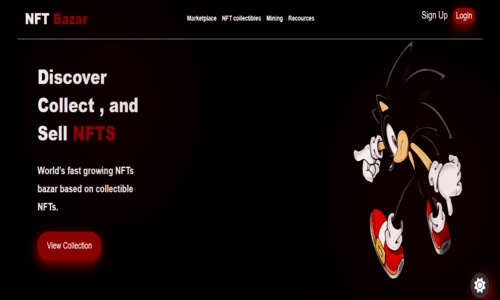 NFT Bazar
Marketplace NFT collectibles Mining Recources
Sign Up Login
Discover
Collect , and
Sell NFTS
World's fast growing NFTs
bazar based on collectible
NFTs.
View Collection